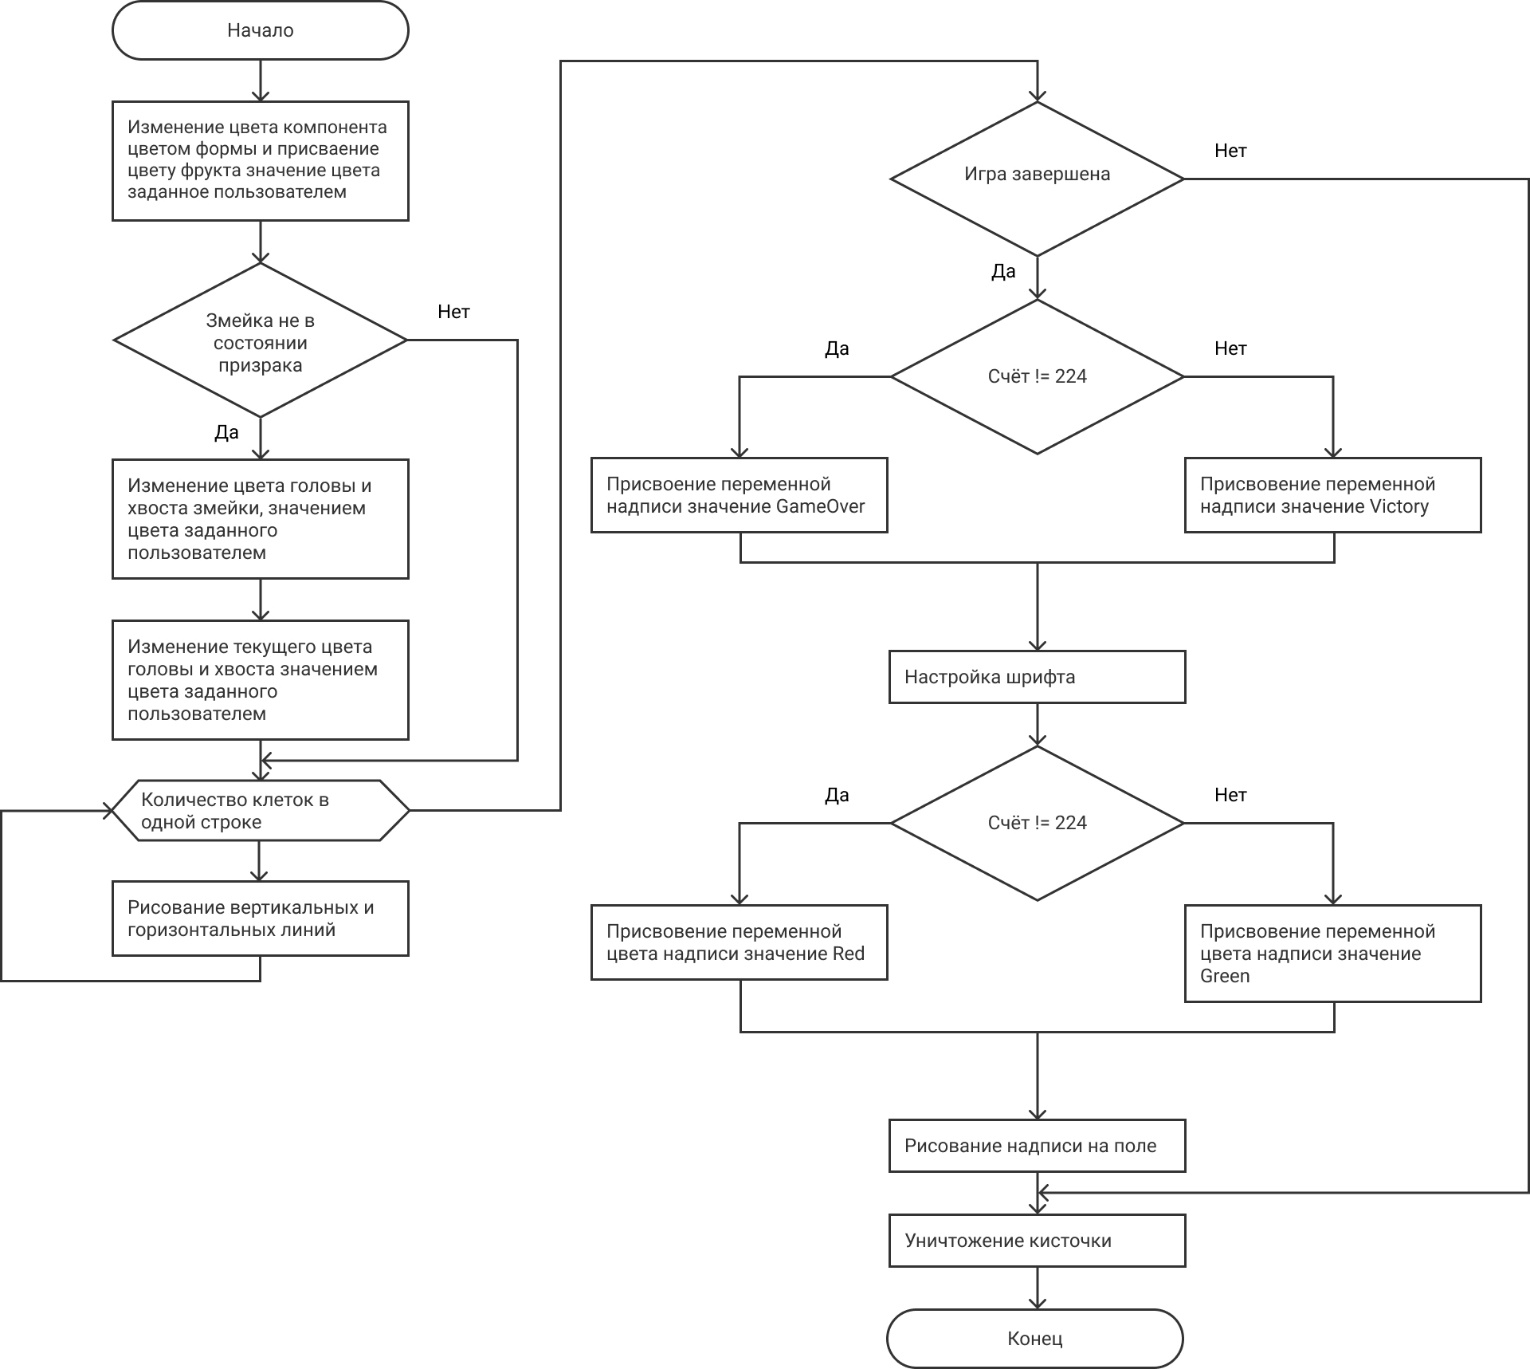 Начало
Изменение цвета компонента
цветом формы и присваение
цвету фрукта значение цвета
заданное пользователем
Змейка не в
состоянии
призрака
Нет
Да
Изменение цвета головы и
хвоста змейки, значением
цвета заданного
пользователем
Изменение текущего цвета
головы и хвоста значением
цвета заданного
пользователем
Количество клеток в
одной строке
Рисование вертикальных и
горизонтальных линий
Игра завершена
Нет
Да
Счёт != 224
Да
Нет
Присвоение переменной
надписи значение GameOver
Присвовение переменной
надписи значение Victory
Настройка шрифта
Счёт != 224
Да
Нет
Присвовение переменной
цвета надписи значение Red
Присвовение переменной
цвета надписи значение
Green
Рисование надписи на поле
Уничтожение кисточки
Конец